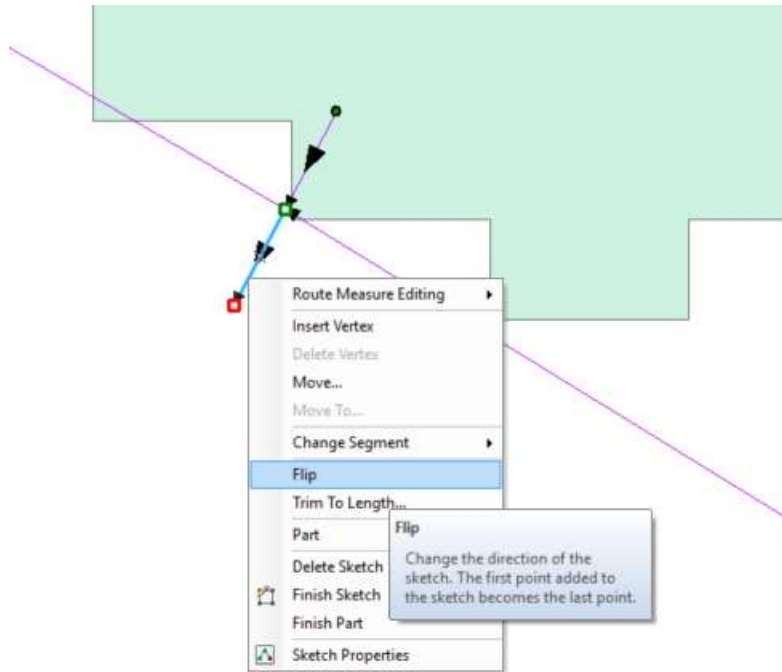 Route Measure Editing
Insert Vertex
Delete Vertex
Move...
Move To...
Change Segment
Flip
Trim To Length...
Part
Delete Sketch
Finish Sketch
Finish Part
Sketch Properties
Flip
Change the direction of the
sketch. The first point added to
the sketch becomes the last point.